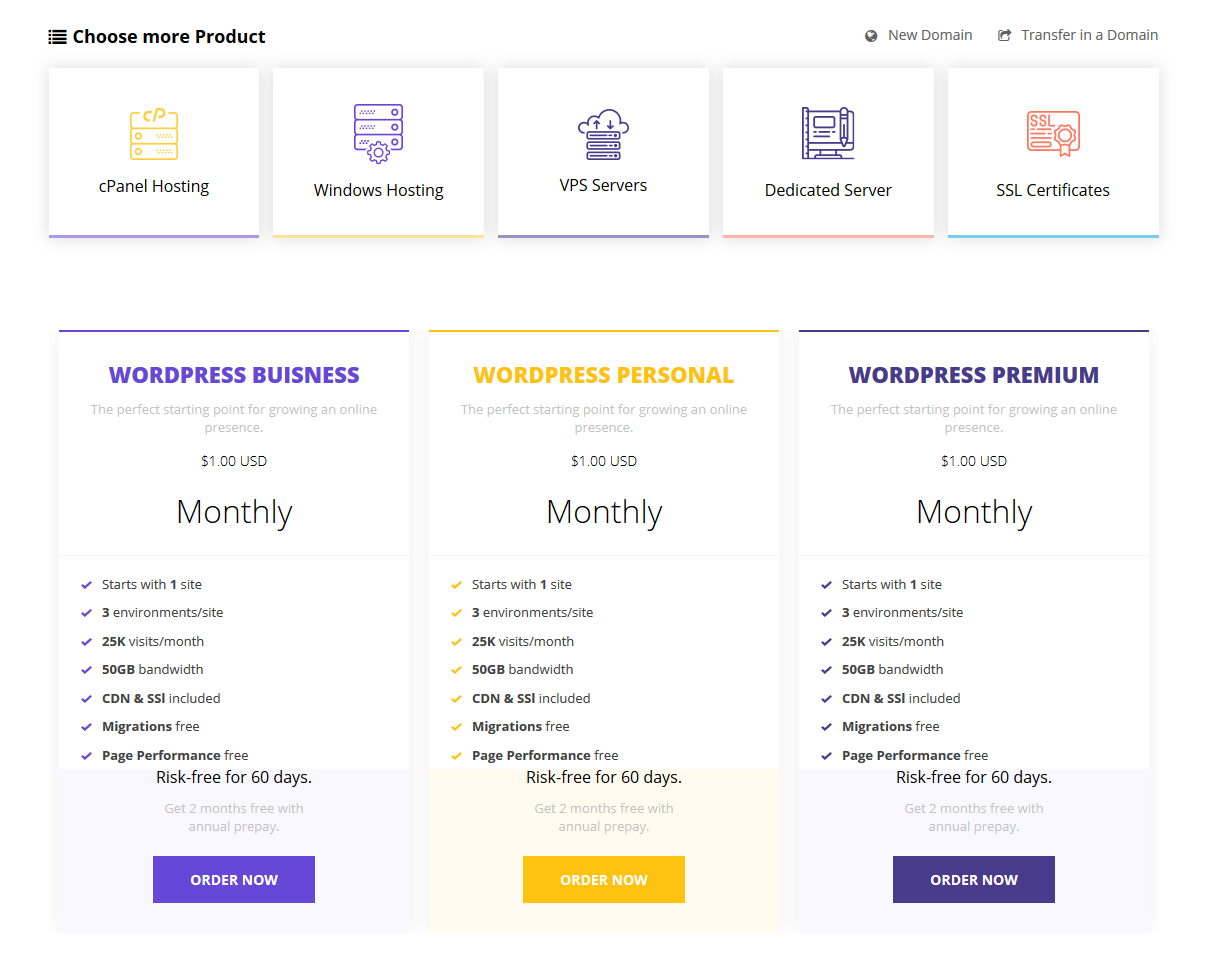 Choose more Product
New Domain
Transfer in a Domain
cP
SSL
cPanel Hosting
Windows Hosting
VPS Servers
Dedicated Server
SSL Certificates
WORDPRESS BUISNESS
The perfect starting point for growing an online
presence.
$1.00 USD
Monthly
Starts with 1 site
3 environments/site
25K visits/month
50GB bandwidth
CDN & SSl included
Migrations free
Page Performance free
Risk-free for 60 days.
Get 2 months free with
annual prepay.
ORDER NOW
WORDPRESS PERSONAL
The perfect starting point for growing an online
presence.
$1.00 USD
Monthly
Starts with 1 site
3 environments/site
25K visits/month
50GB bandwidth
CDN & SSl included
Migrations free
Page Performance free
Risk-free for 60 days.
Get 2 months free with
annual prepay.
ORDER NOW
WORDPRESS PREMIUM
The perfect starting point for growing an online
presence.
$1.00 USD
Monthly
Starts with 1 site
3 environments/site
25K visits/month
50GB bandwidth
CDN & SSl included
Migrations free
Page Performance free
Risk-free for 60 days.
Get 2 months free with
annual prepay.
ORDER NOW